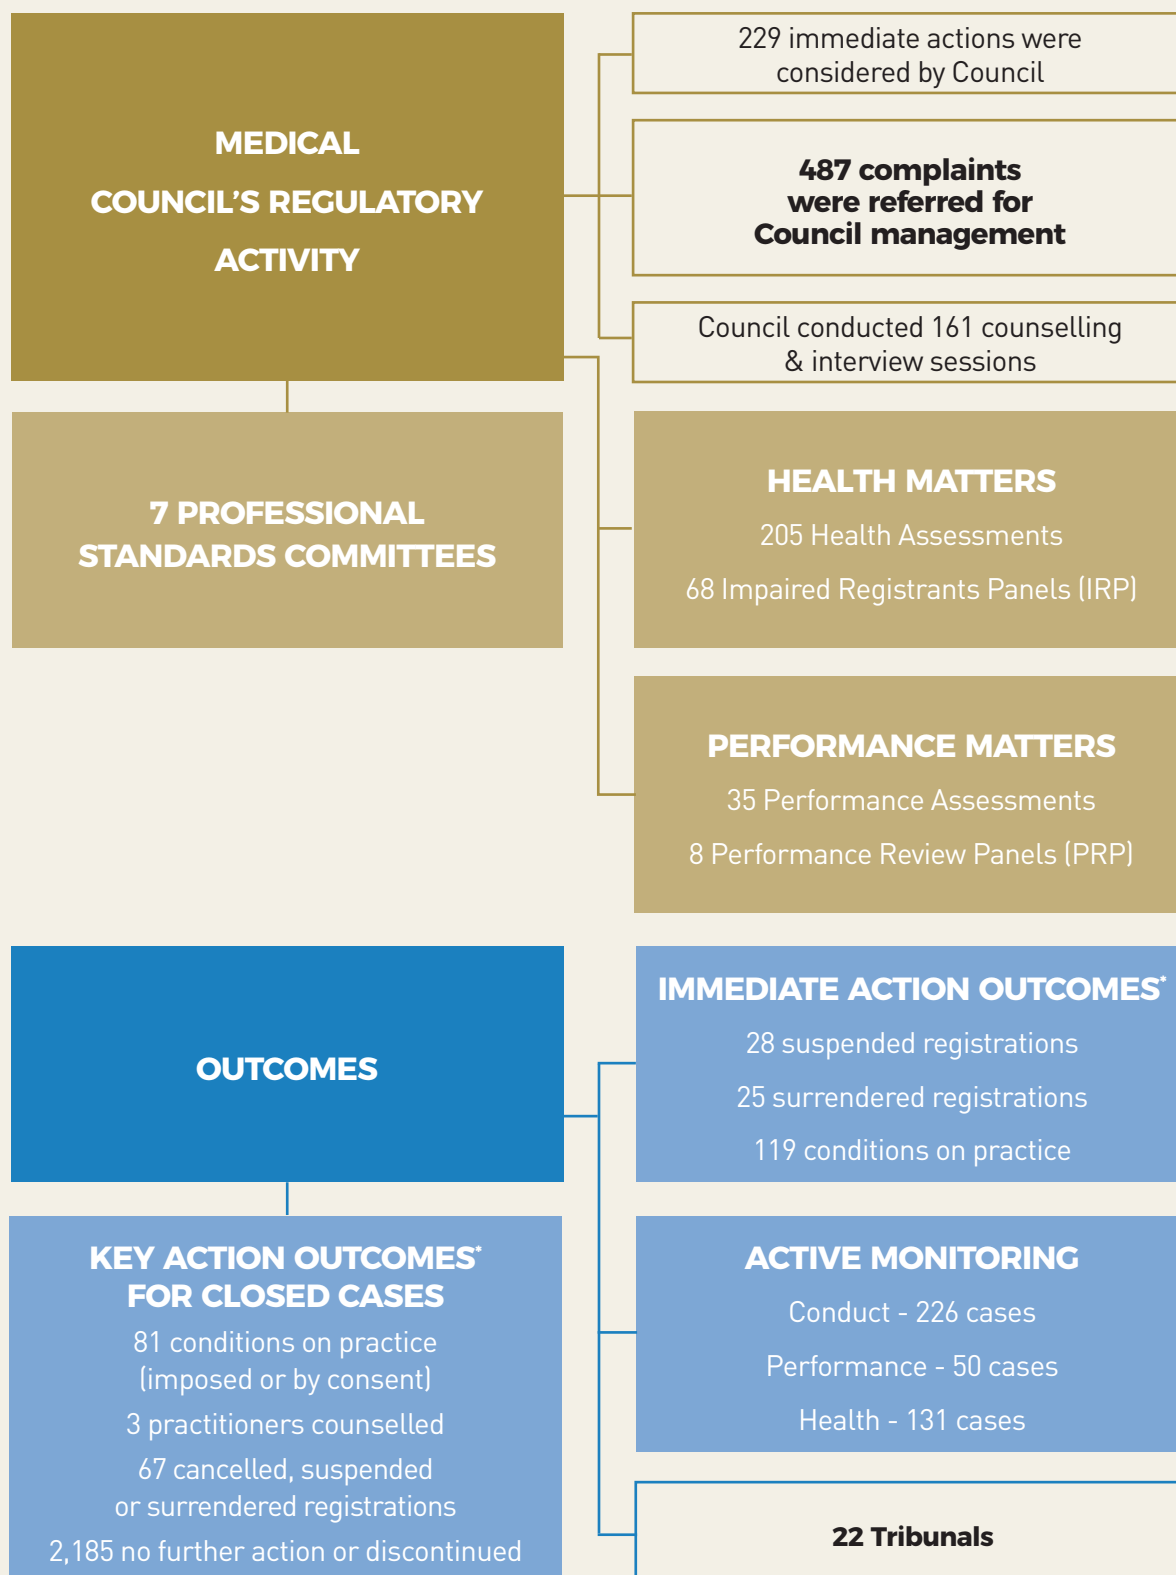 MEDICAL
COUNCIL'S REGULATORY
ACTIVITY
229 immediate actions were
considered by Council
487 complaints
were referred for
Council management
Council conducted 161 counselling
& interview sessions
7 PROFESSIONAL
STANDARDS COMMITTEES
HEALTH MATTERS
205 Health Assessments
68 Impaired Registrants Panels (IRP)
PERFORMANCE MATTERS
35 Performance Assessments
8 Performance Review Panels (PRP)
OUTCOMES
IMMEDIATE ACTION OUTCOMES*
28 suspended registrations
25 surrendered registrations
119 conditions on practice
KEY ACTION OUTCOMES*
FOR CLOSED CASES
81 conditions on practice
(imposed or by consent)
3 practitioners counselled
67 cancelled, suspended
or surrendered registrations
2,185 no further action or discontinued
ACTIVE MONITORING
Conduct - 226 cases
Performance - 50 cases
Health - 131 cases
22 Tribunals